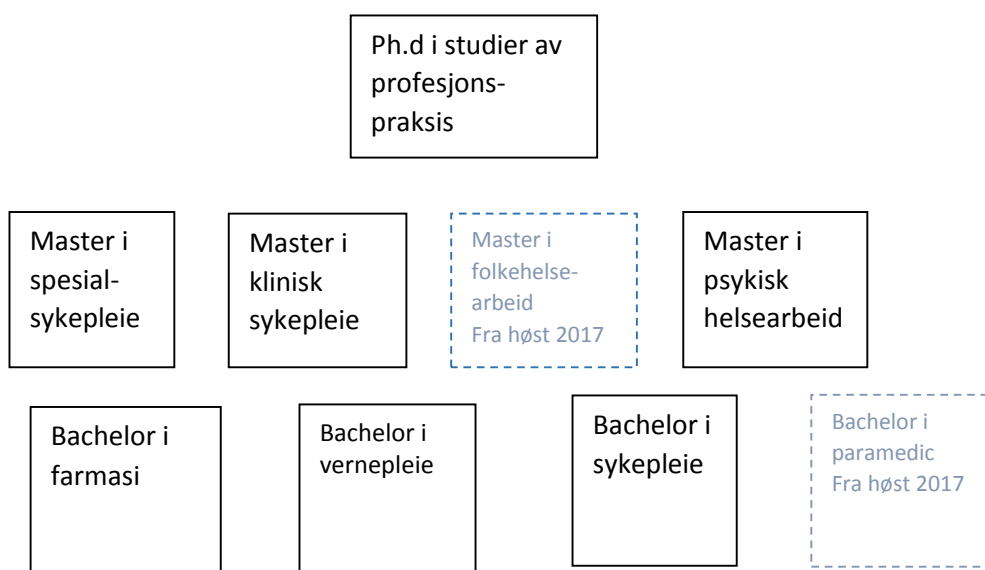 Ph.d i studier av
profesjons-
praksis
Master i
spesial-
sykepleie
Master i
klinisk
sykepleie
Master i
folkehelse-
arbeid
Fra høst 2017
Master i
psykisk
helsearbeid
Bachelor i
farmasi
Bachelor i
vernepleie
Bachelor i
sykepleie
Bachelor i
paramedic
Fra høst 2017